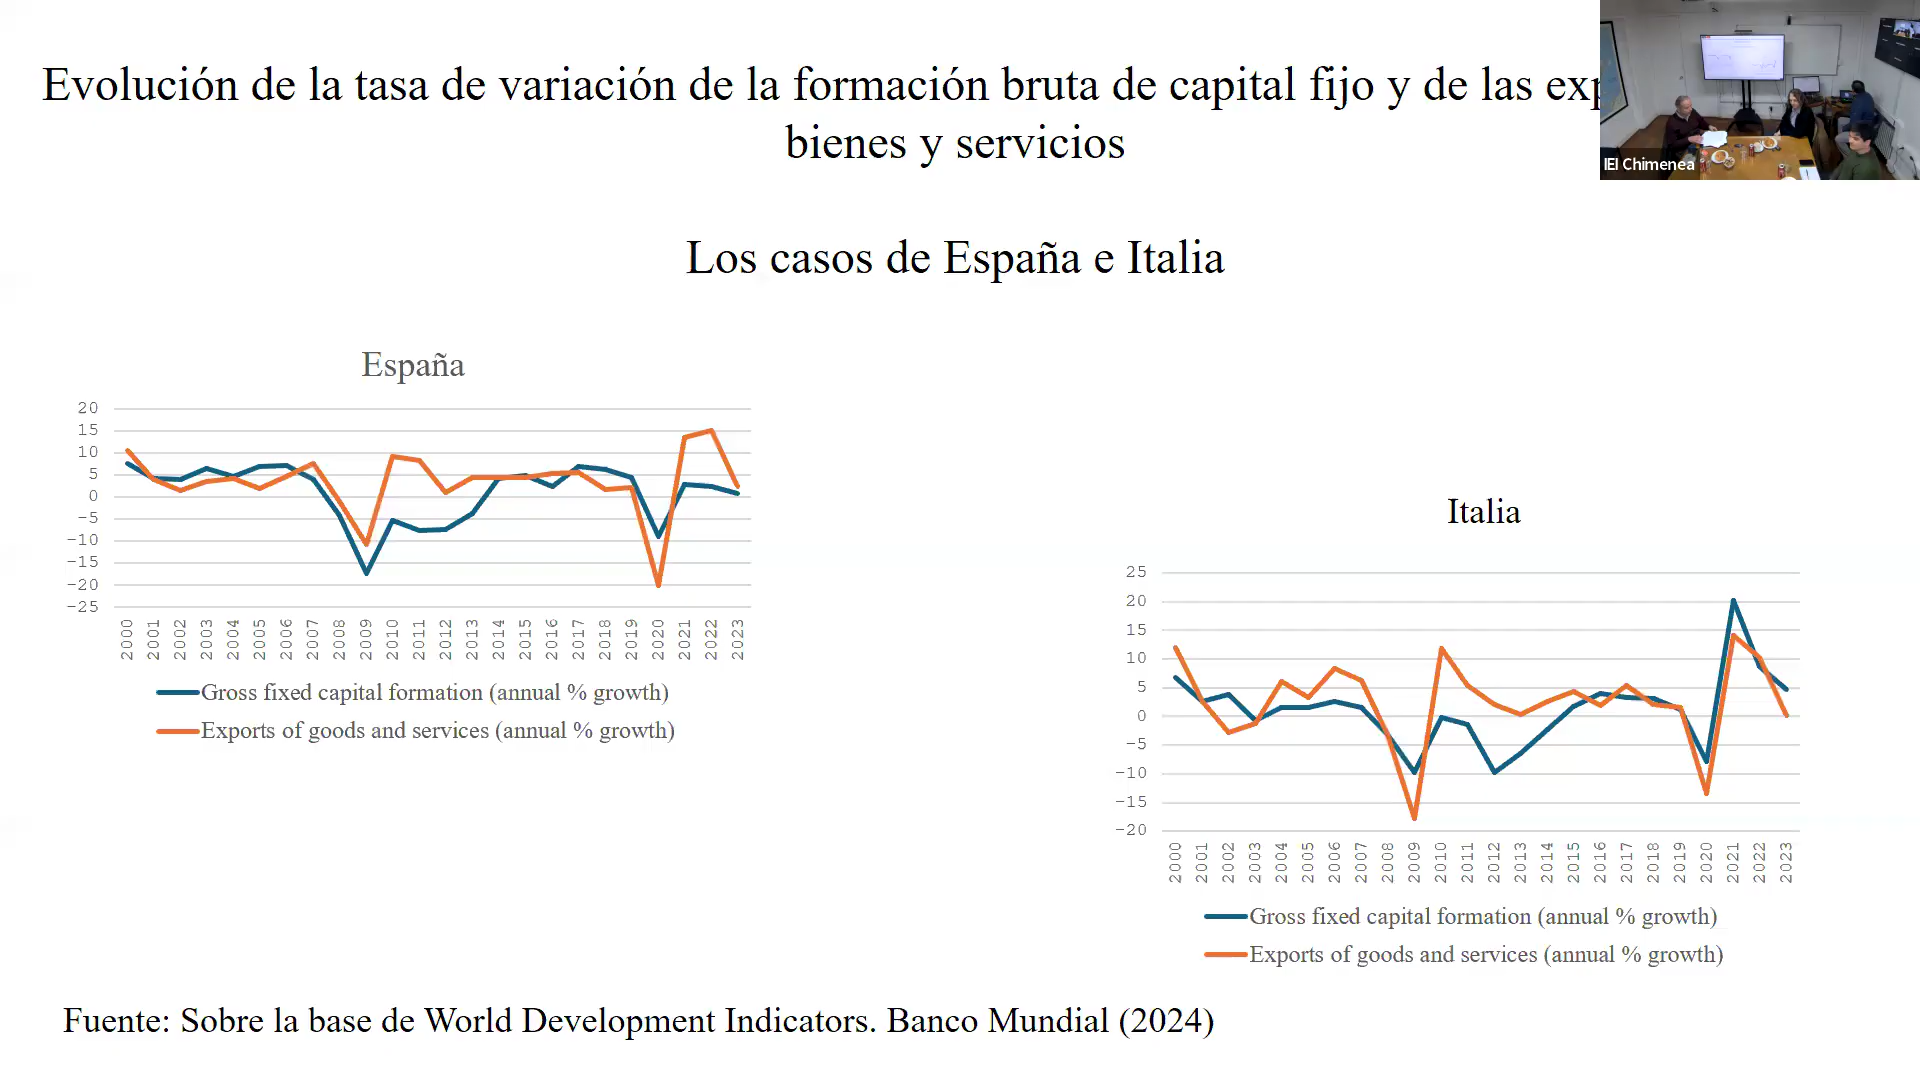 Evolución de la tasa de variación de la formación bruta de capital fijo y de las exp
bienes y servicios
IEI Chimenea
Los casos de España e Italia
España
20
15
10
5
0
−5
−10
−15
−20
−25
2000 2001 2002 2003 2004 2005 2006 2007 2008 2009 2010 2011 2012 2013 2014 2015 2016 2017 2018 2019 2020 2021 2022 2023
Gross fixed capital formation (annual % growth)
Exports of goods and services (annual % growth)
Italia
25
20
15
10
5
0
−5
−10
−15
−20
2000 2001 2002 2003 2004 2005 2006 2007 2008 2009 2010 2011 2012 2013 2014 2015 2016 2017 2018 2019 2020 2021 2022 2023
Gross fixed capital formation (annual % growth)
Exports of goods and services (annual % growth)
Fuente: Sobre la base de World Development Indicators. Banco Mundial (2024)